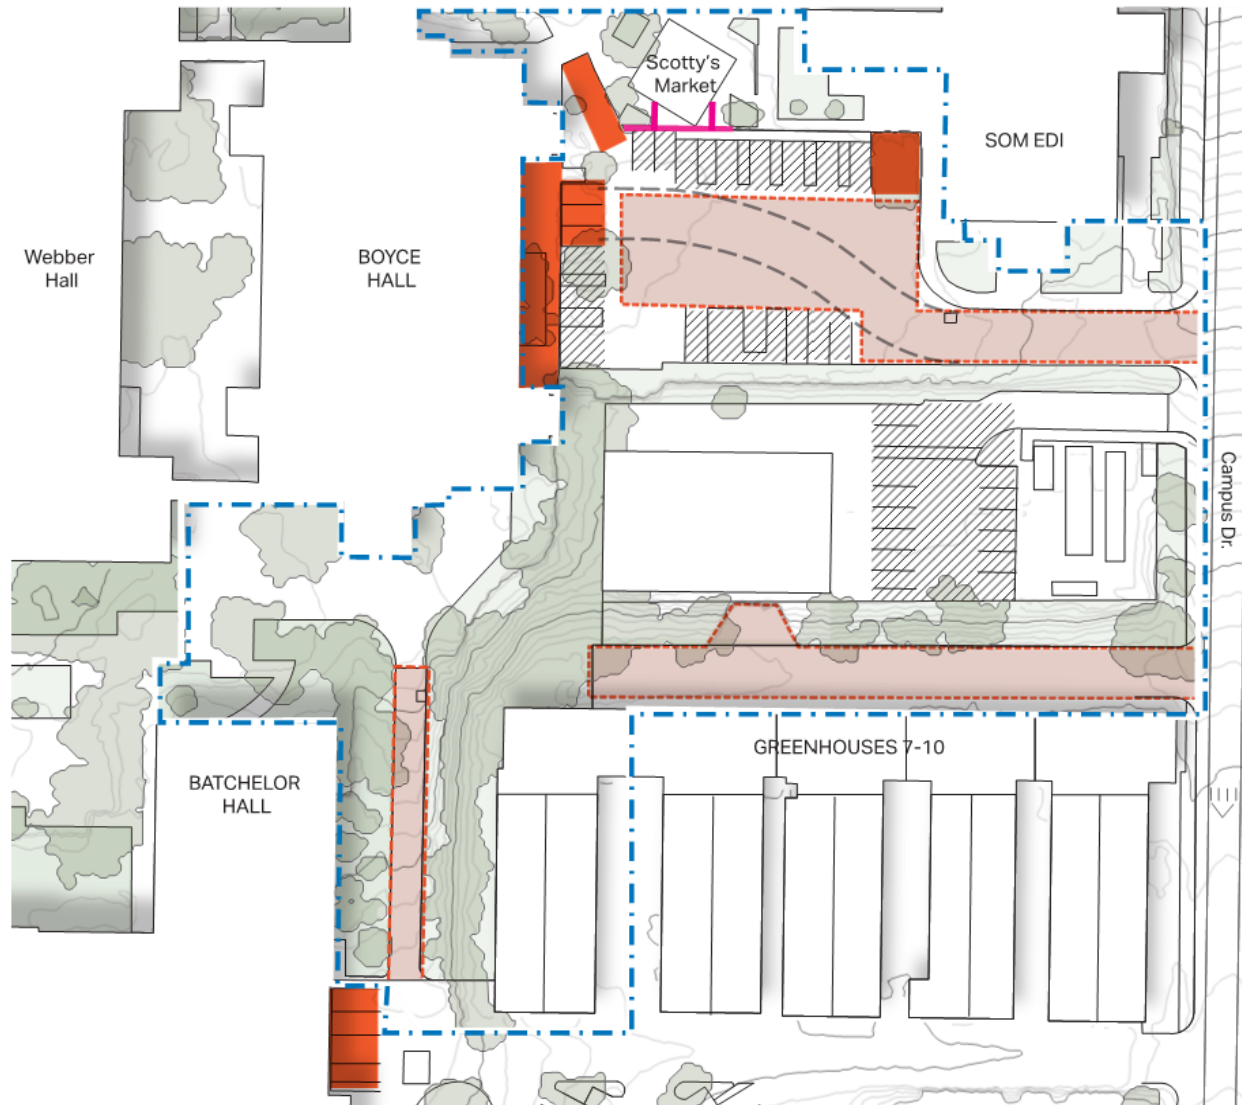 Scotty's
Market
SOM EDI
Webber
Hall
BOYCE
HALL
Campus Dr.
GREENHOUSES 7-10
BATCHELOR
HALL